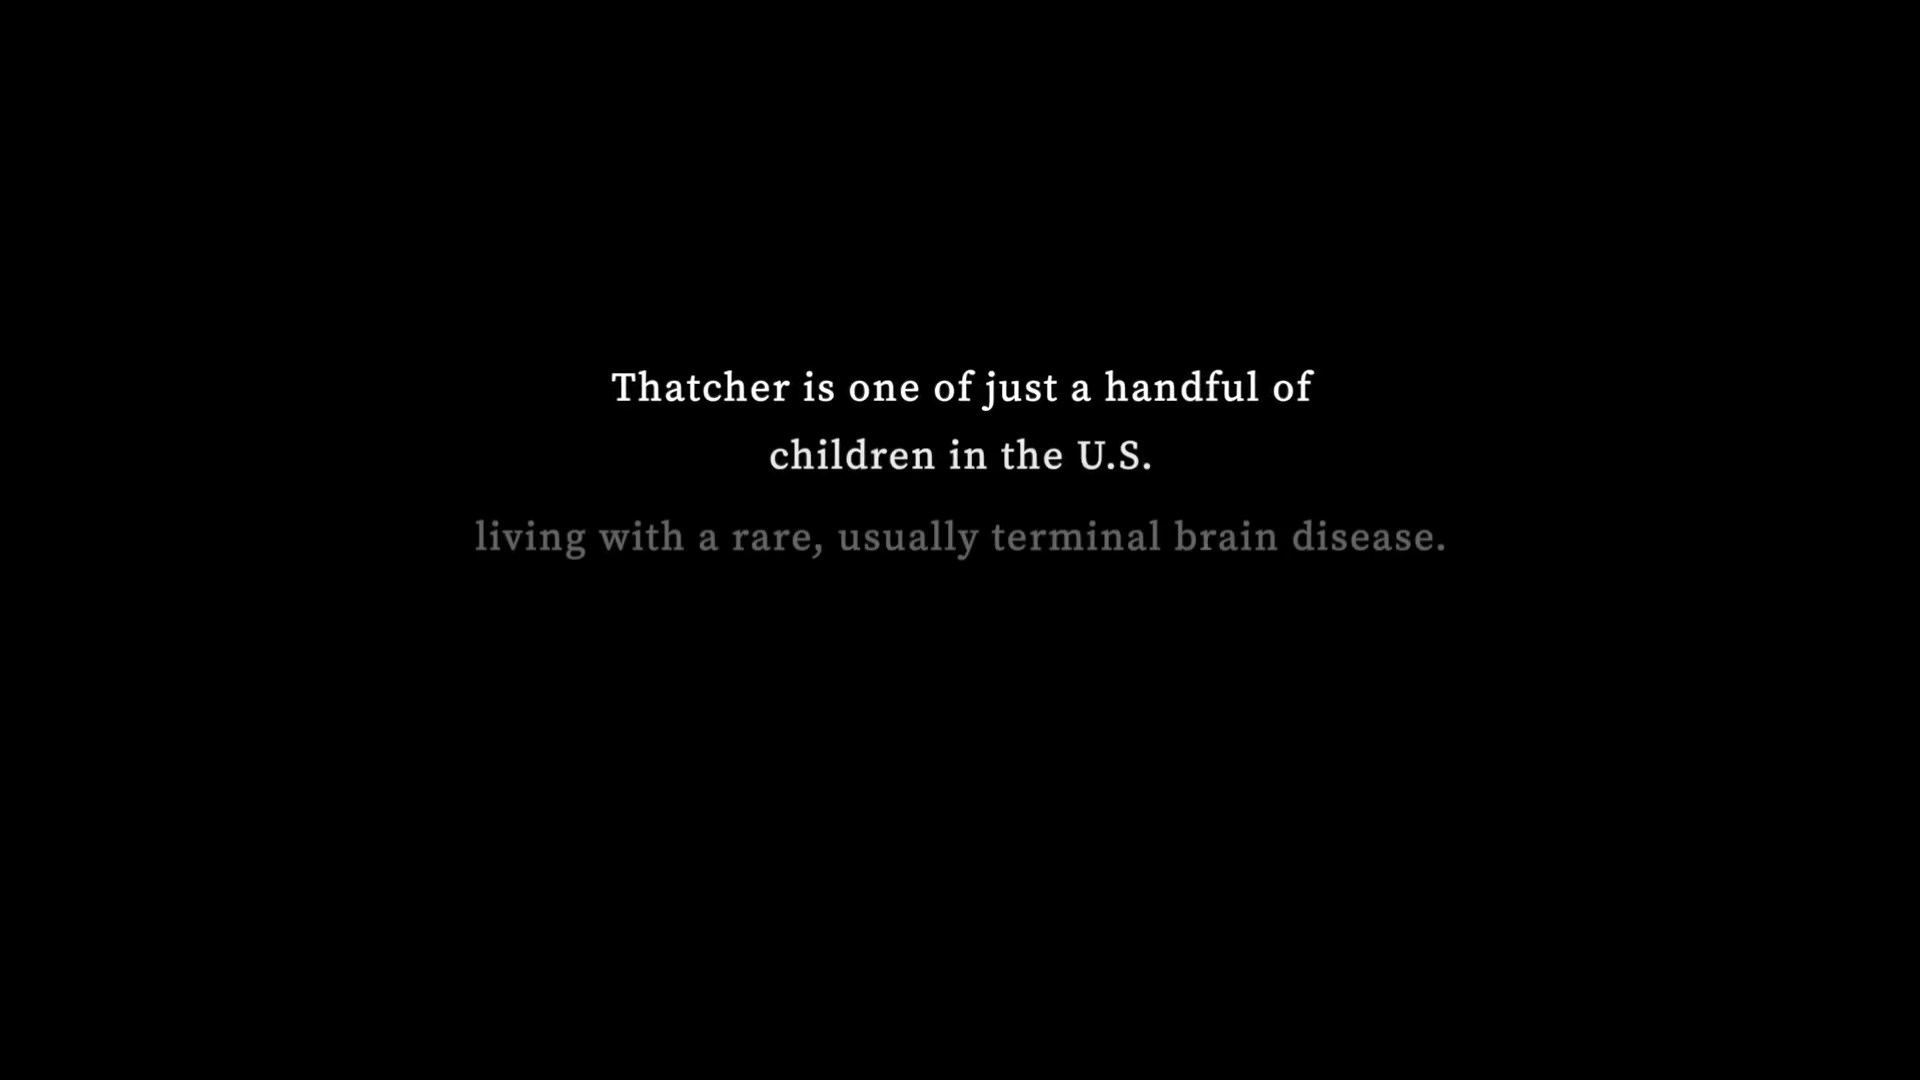 Thatcher is one of just a handful of
children in the U.S.
living with a rare, usually terminal brain disease.